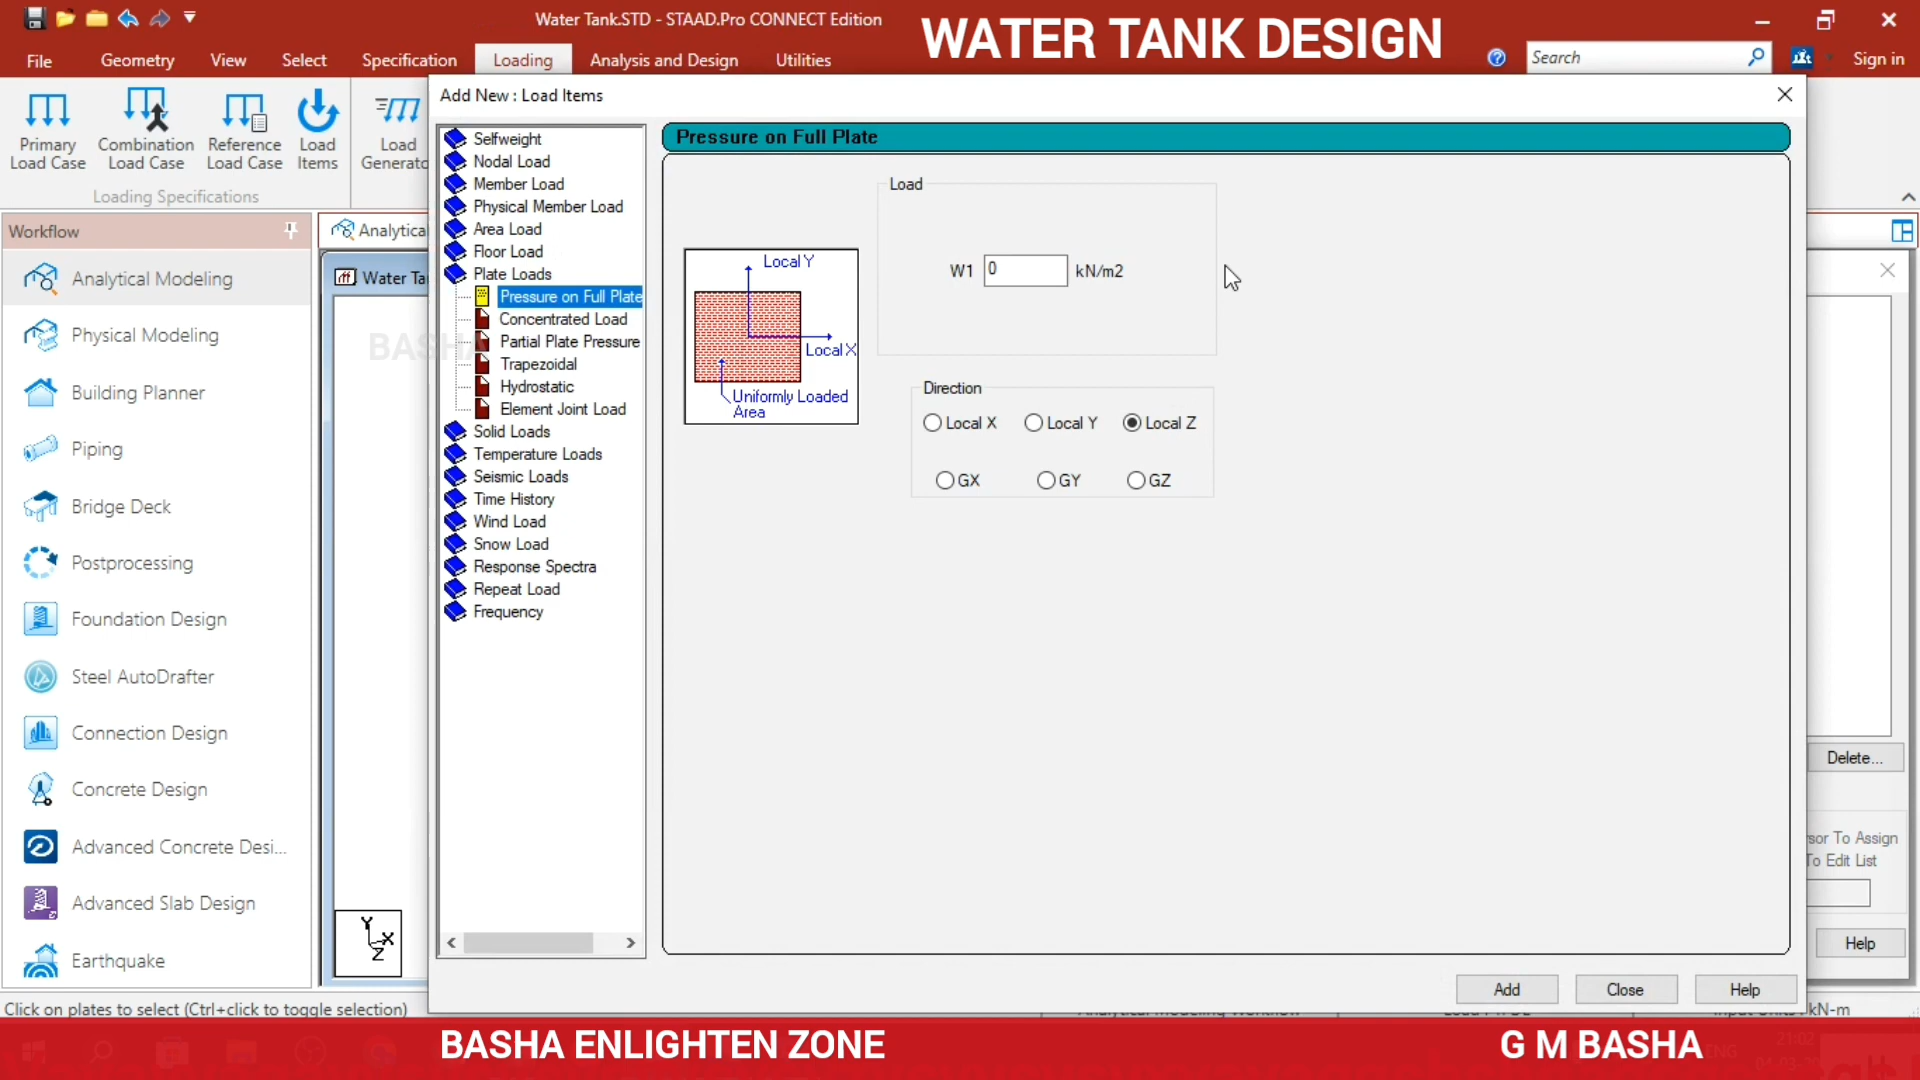 Water Tank.STD - STAAD.Pro CONNECT Edition
WATER TANK DESIGN
File
Geometry
View
Select
Specification
Loading
Analysis and Design
Utilities
Search
Sign in
Primary
Load Case
Combination
Load Case
Reference
Load Case
Load
Items
Load
Generato
Loading Specifications
Add New : Load Items
Workflow
Analytica
Analytical Modeling
Physical Modeling
Building Planner
Piping
Bridge Deck
Postprocessing
Foundation Design
Steel AutoDrafter
Connection Design
Concrete Design
Advanced Concrete Desi...
Advanced Slab Design
Earthquake
Water Ta
BASHA
Y
X
Z
Selfweight
Nodal Load
Member Load
Physical Member Load
Area Load
Floor Load
Plate Loads
Pressure on Full Plate
Concentrated Load
Partial Plate Pressure
Trapezoidal
Hydrostatic
Element Joint Load
Solid Loads
Temperature Loads
Seismic Loads
Time History
Wind Load
Snow Load
Response Spectra
Repeat Load
Frequency
Pressure on Full Plate
Load
W1 0 kN/m2
Local Y
Local X
Uniformly Loaded
Area
Direction
Local X Local Y Local Z
GX GY GZ
Delete...
sor To Assign
To Edit List
Help
Add
Close
Help
Click on plates to select (Ctrl+click to toggle selection)
kN-m
BASHA ENLIGHTEN ZONE
G M BASHA